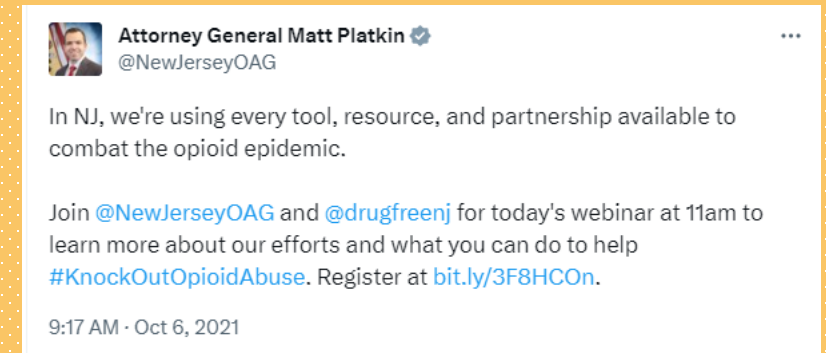 Attorney General Matt Platkin
@NewJerseyOAG
In NJ, we're using every tool, resource, and partnership available to
combat the opioid epidemic.
Join @NewJerseyOAG and @drugfreenj for today's webinar at 11am to
learn more about our efforts and what you can do to help
#KnockOutOpioidAbuse. Register at bit.ly/3F8HCOn.
9:17 AM · Oct 6, 2021